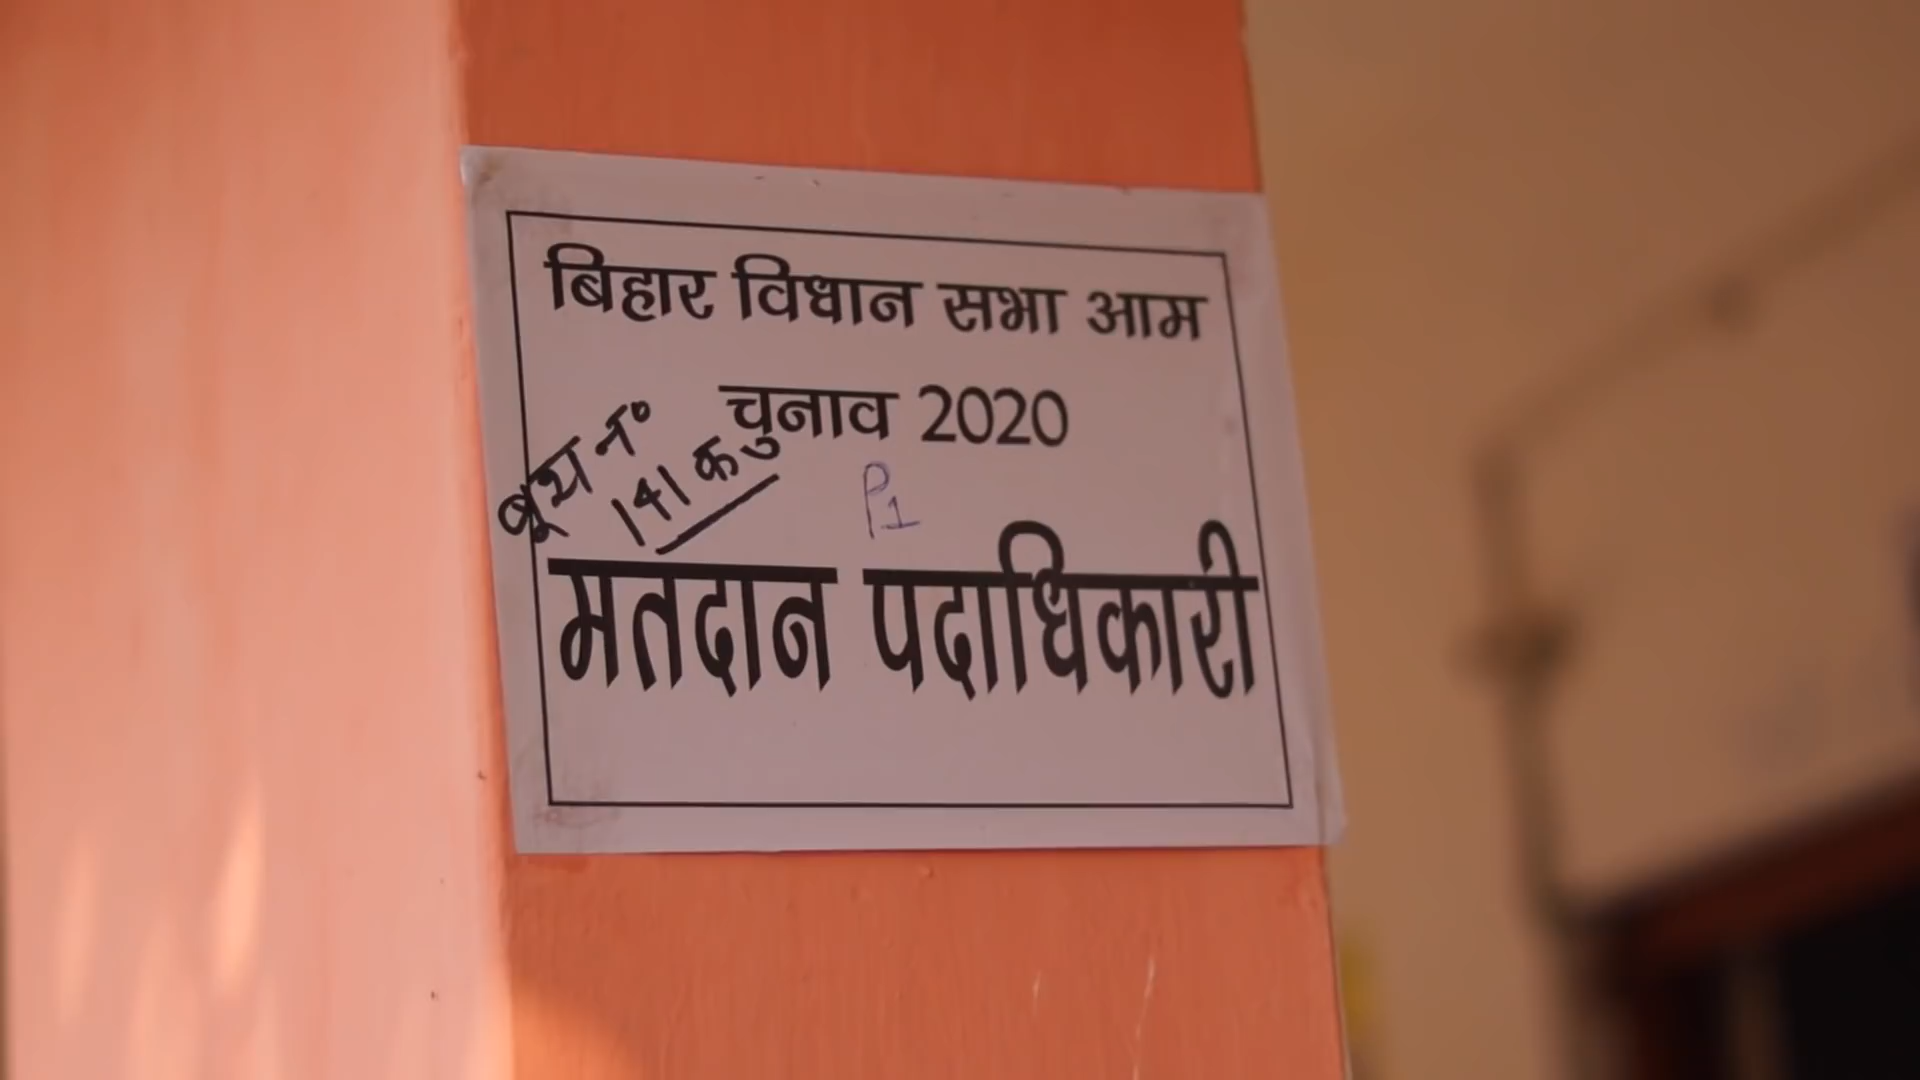 बिहार विधान सभा आम
चुनाव 2020
बूथ नं०
141 क
P1
मतदान पदाधिकारी